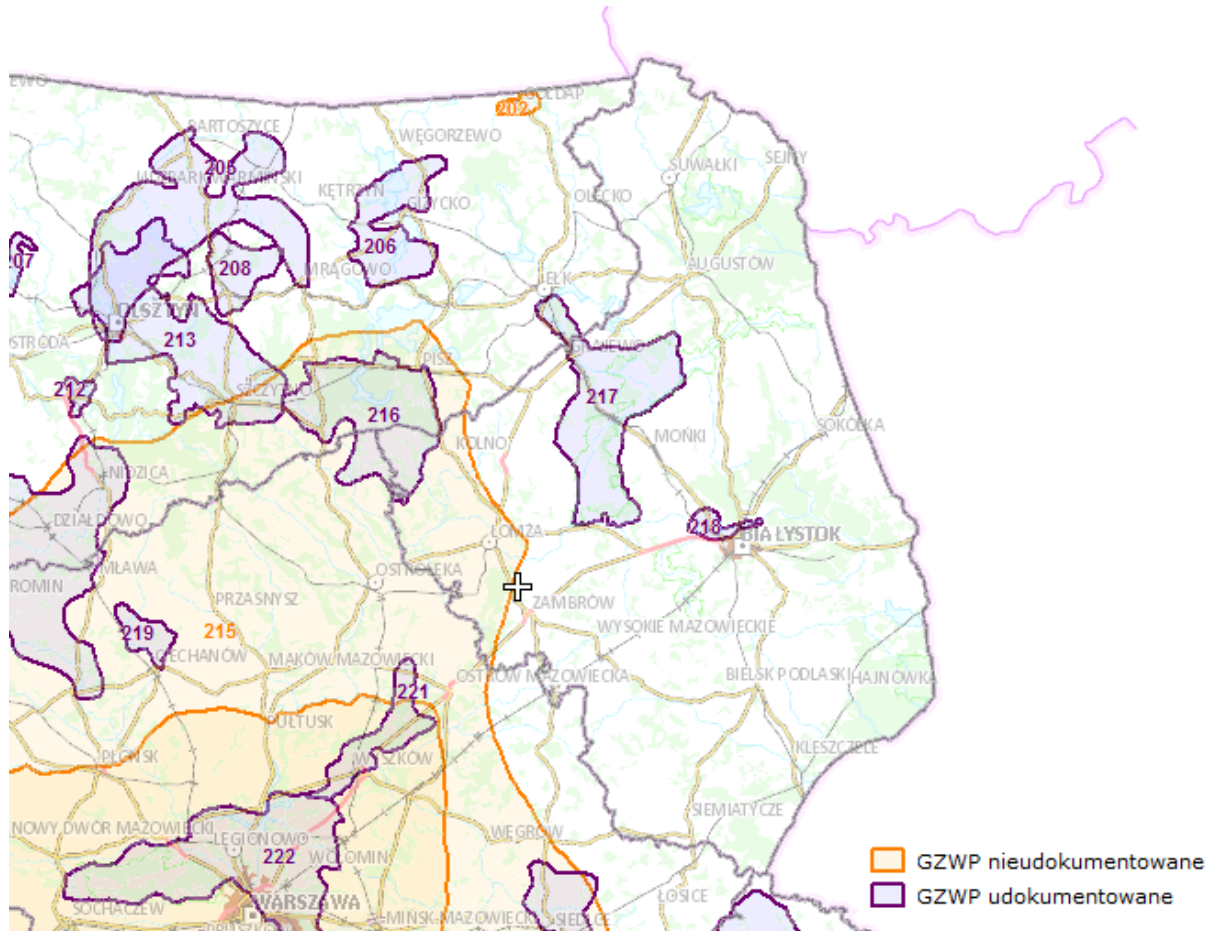 EWO
GOŁDAP
202
BARTOSZYCE
WĘGORZEWO
205
SEJNY
SUWAŁKI
LIDZBARK WARMIŃSKI
KĘTRZYN
OLECKO
GIŻYCKO
207
208
206
MRĄGOWO
AUGUSTÓW
EŁK
OLSZTYN
STRÓDA
213
GRAJEWO
PISZ
212
SZCZYTNO
217
216
SOKÓŁKA
MOŃKI
KOLNO
NIDZICA
DZIAŁDOWO
218
ŁOMŻA
BIAŁYSTOK
MŁAWA
OSTROŁĘKA
ROMIN
PRZASNYSZ
ZAMBRÓW
219
215
WYSOKIE MAZOWIECKIE
CIECHANÓW
MAKÓW MAZOWIECKI
OSTRÓW MAZOWIECKA
BIELSK PODLASKI
HAJNÓWKA
221
PUŁTUSK
PŁOŃSK
WYSZKÓW
KLESZCZELE
SIEMIATYCZE
NOWY DWÓR MAZOWIECKI
LEGIONOWO
WĘGRÓW
222
WOŁOMIN
GZWP nieudokumentowane
GZWP udokumentowane
WARSZAWA
SOCHACZEW
MIŃSK MAZOWIECKI
SIEDLCE
ŁOSICE